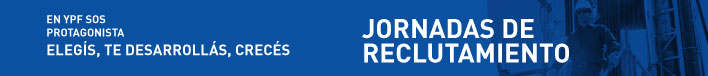 EN YPF SOS
PROTAGONISTA
ELEGÍS, TE DESARROLLÁS, CRECÉS
JORNADAS DE
RECLUTAMIENTO